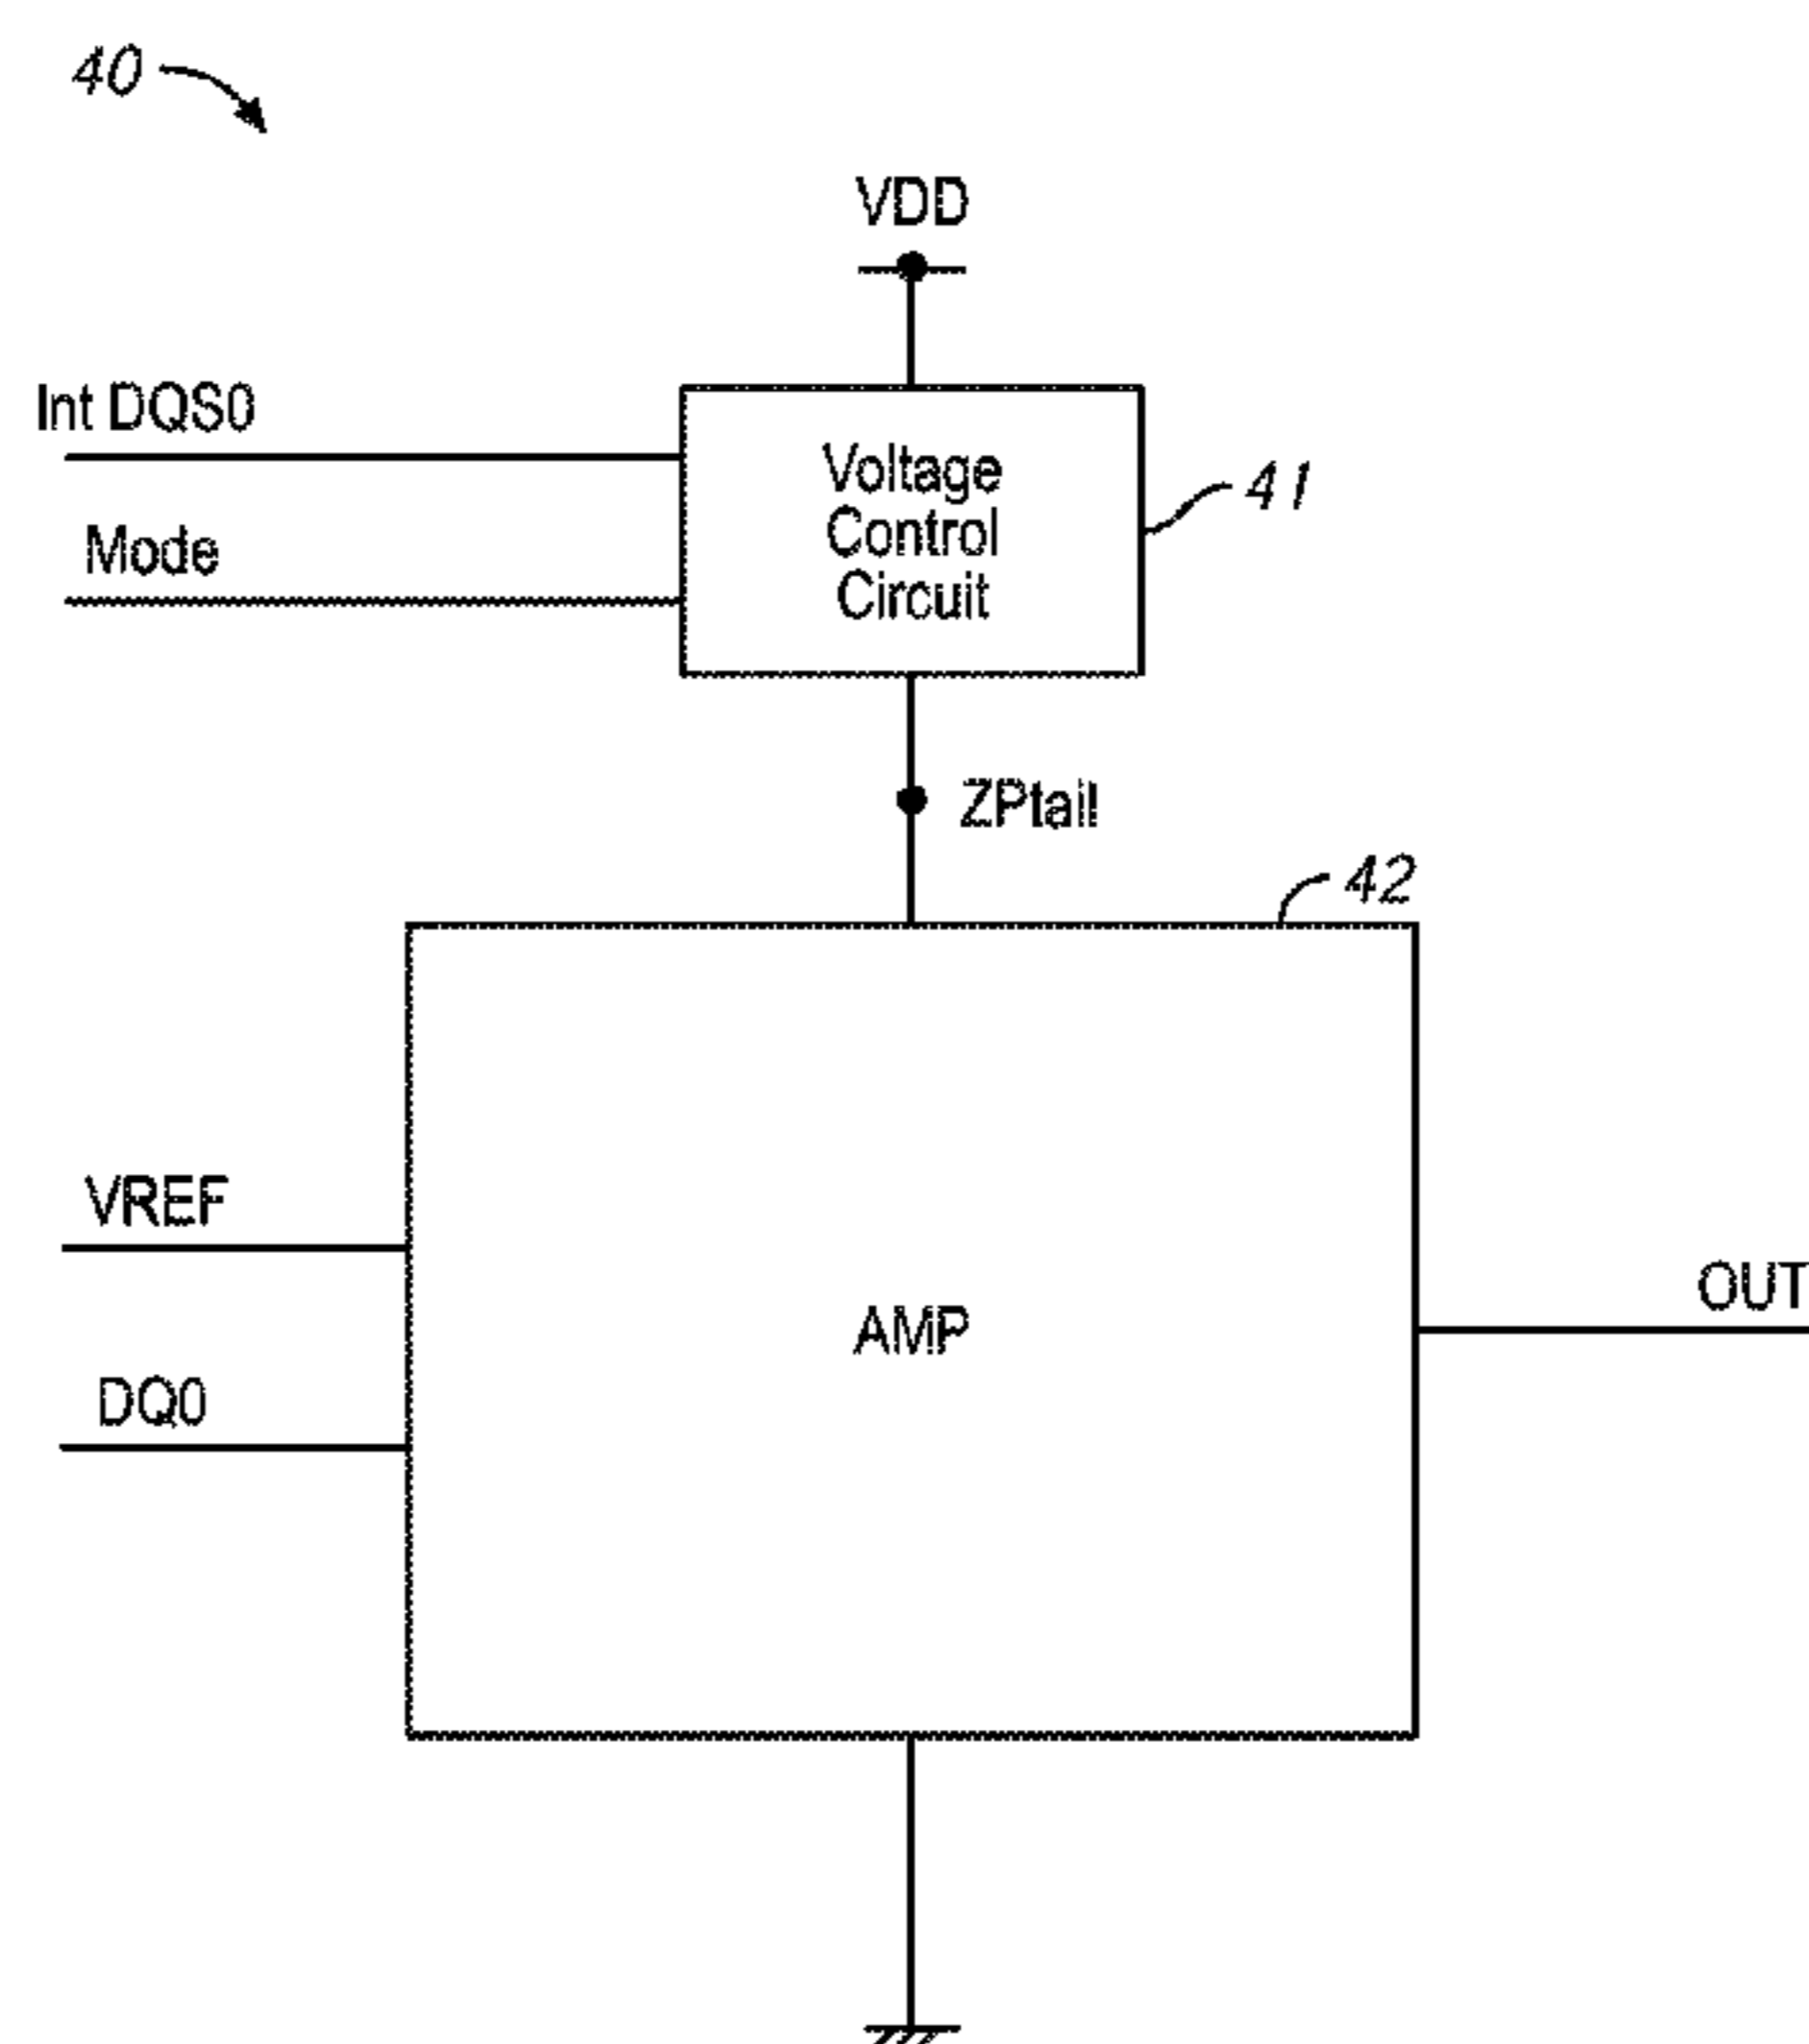 40
VDD
Int DQS0
Voltage
Control
Circuit
41
Mode
ZPtail
42
VREF
AMP
OUT
DQ0